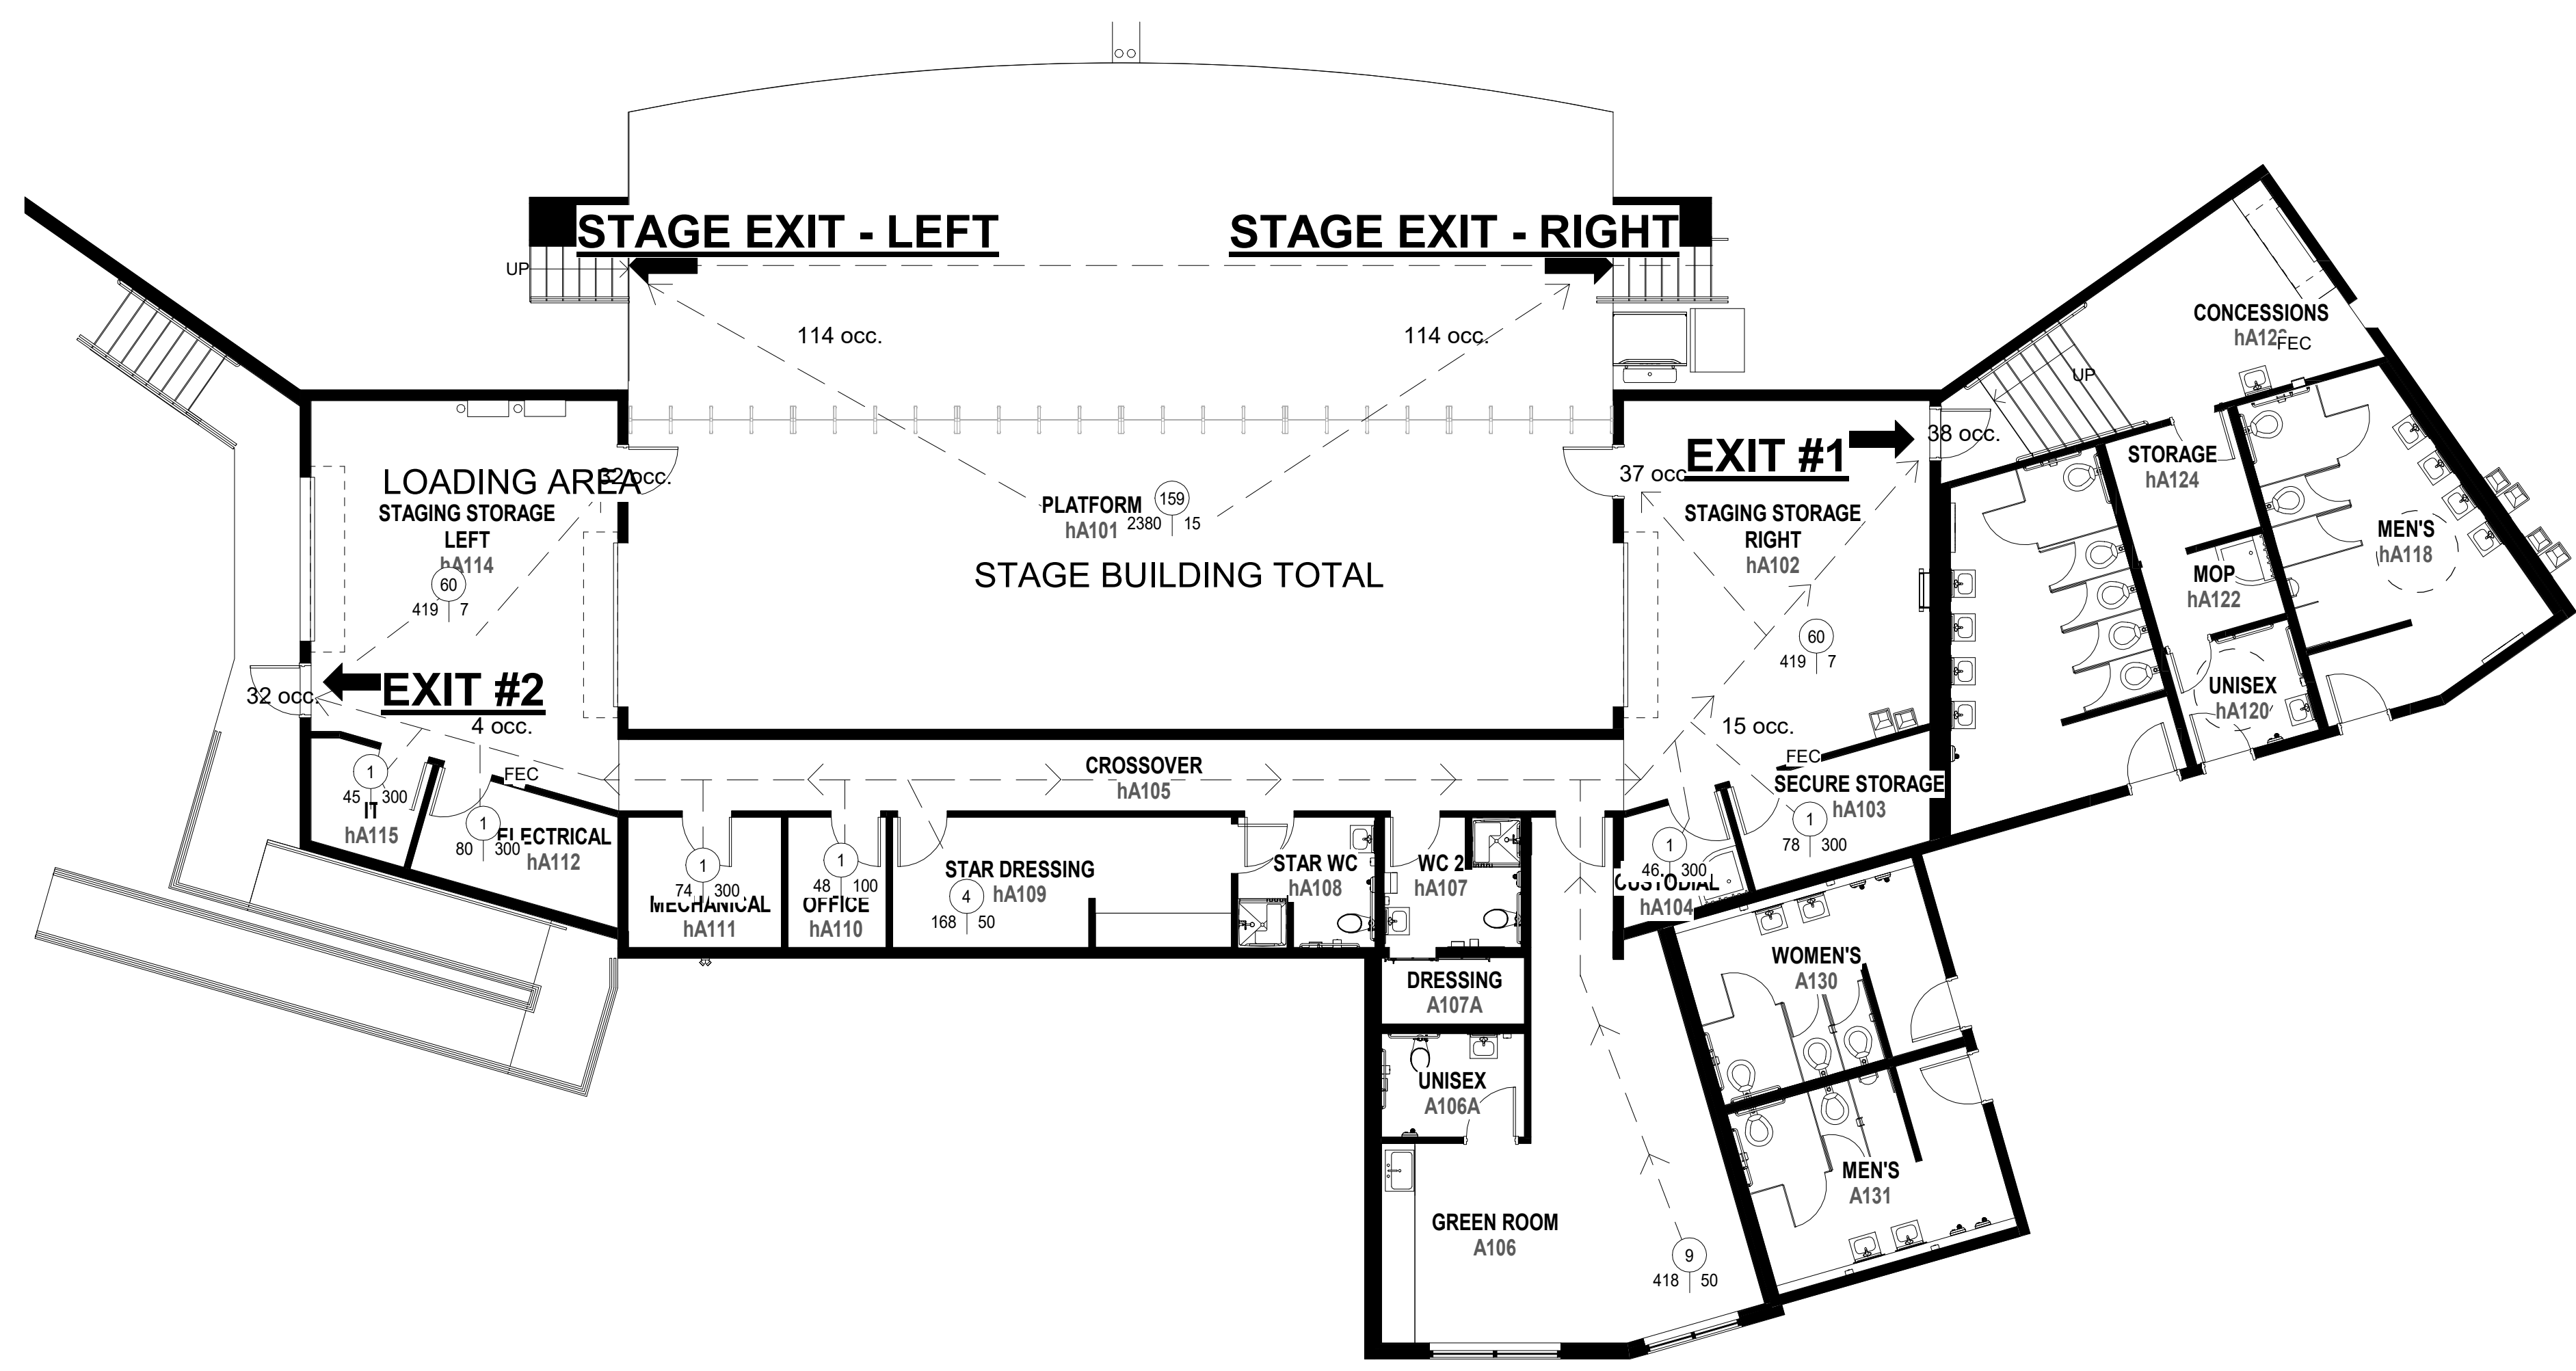 STAGE EXIT - LEFT
STAGE EXIT - RIGHT
UP
114 occ.
114 occ.
CONCESSIONS
FEC
UP
EXIT #1
38 occ.
37 occ
STORAGE
hA124
LOADING AREA
32 occ.
STAGING STORAGE
LEFT
hA114
60
419 7
PLATFORM
hA101
159
2380 15
STAGE BUILDING TOTAL
STAGING STORAGE
RIGHT
hA102
60
419 7
MEN'S
hA118
MOP
hA122
UNISEX
hA120
EXIT #2
32 occ.
4 occ.
15 occ.
FEC
FEC
CROSSOVER
hA105
SECURE STORAGE
hA103
1
78 300
1
45 300
IT
hA115
1
80 300
ELECTRICAL
hA112
1
74 300
MECHANICAL
hA111
1
48 100
OFFICE
hA110
STAR DRESSING
hA109
4
168 50
STAR WC
hA108
WC 2
hA107
1
46 300
CUSTODIAL
hA104
DRESSING
A107A
WOMEN'S
A130
UNISEX
A106A
MEN'S
A131
GREEN ROOM
A106
9
418 50